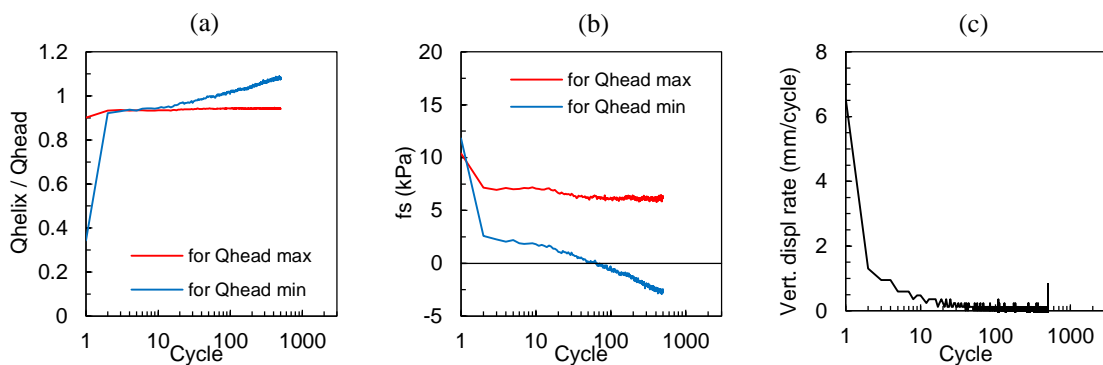 (a)
Qhelix / Qhead
1.2
1
0.8
0.6
0.4
0.2
0
for Qhead max
for Qhead min
1 10 100 1000
Cycle
(b)
fs (kPa)
20
15
10
5
0
-5
for Qhead max
for Qhead min
1 10 100 1000
Cycle
(c)
Vert. displ rate (mm/cycle)
8
6
4
2
0
1 10 100 1000
Cycle